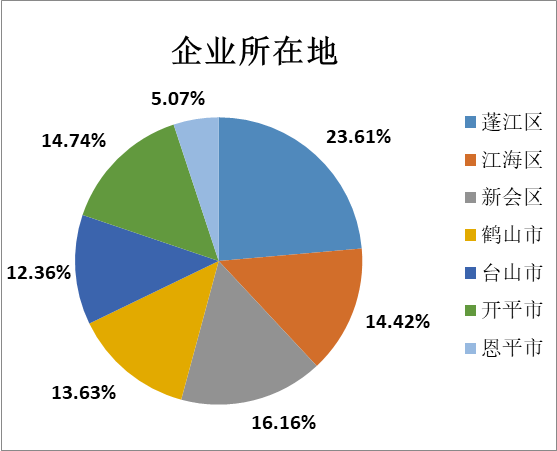 企业所在地
5.07%
23.61%
14.74%
12.36%
14.42%
13.63%
16.16%
蓬江区
江海区
新会区
鹤山市
台山市
开平市
恩平市